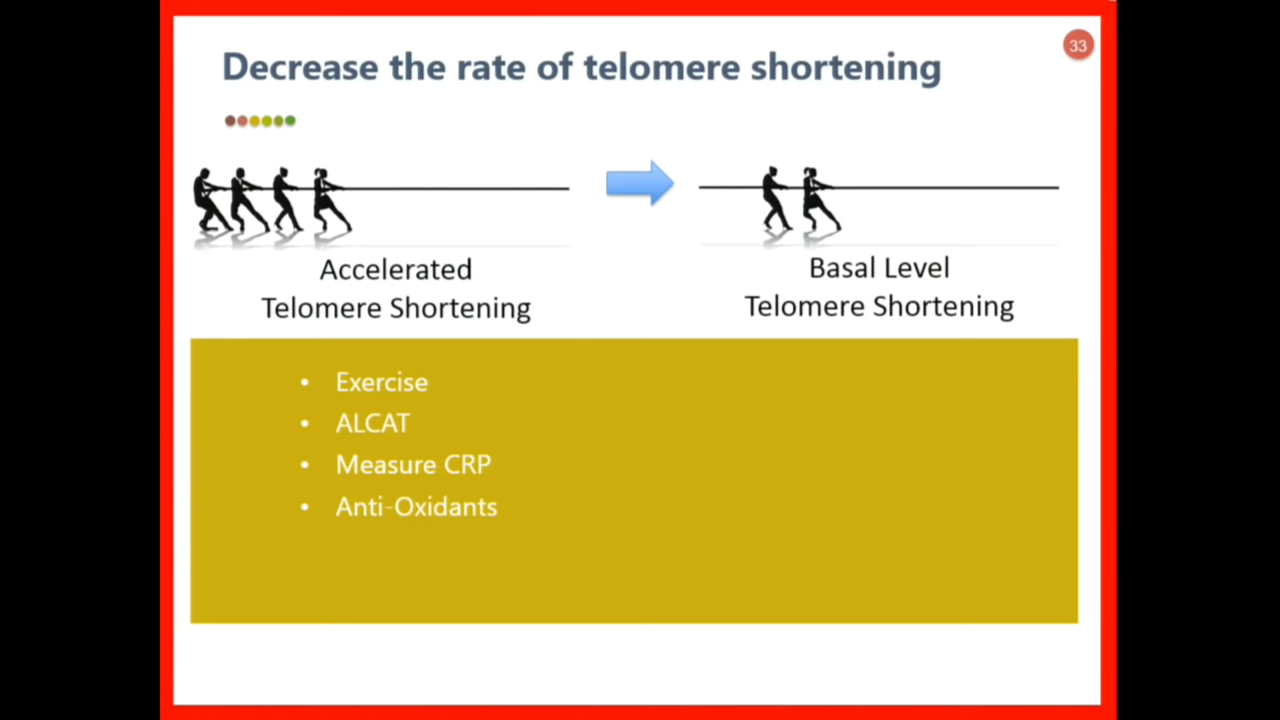 33
Decrease the rate of telomere shortening
Accelerated
Telomere Shortening
Basal Level
Telomere Shortening
• Exercise
• ALCAT
• Measure CRP
• Anti-Oxidants